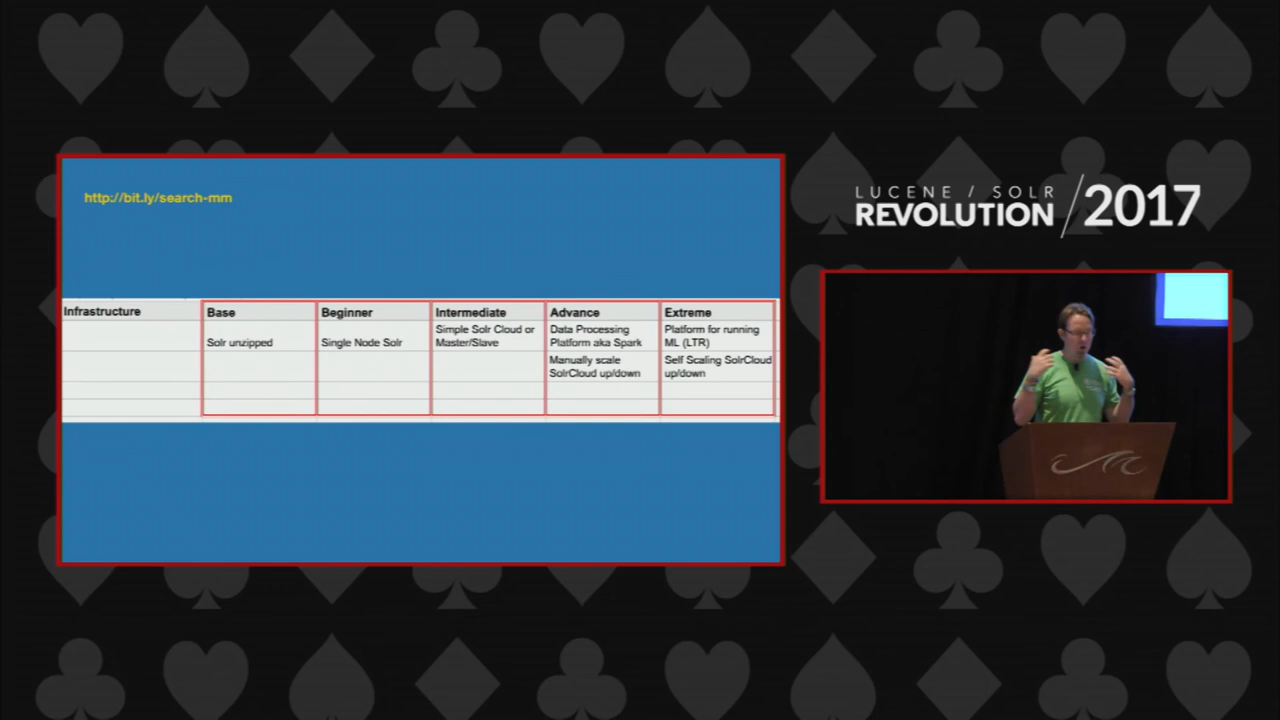 http://bit.ly/search-mm
Infrastructure Base Beginner Intermediate Advance Extreme
Solr unzipped
Single Node Solr
Simple Solr Cloud or
Master/Slave
Data Processing
Platform aka Spark
Manually scale
SolrCloud up/down
Platform for running
ML (LTR)
Self Scaling SolrCloud
up/down
LUCENE / SOLR
REVOLUTION / 2017